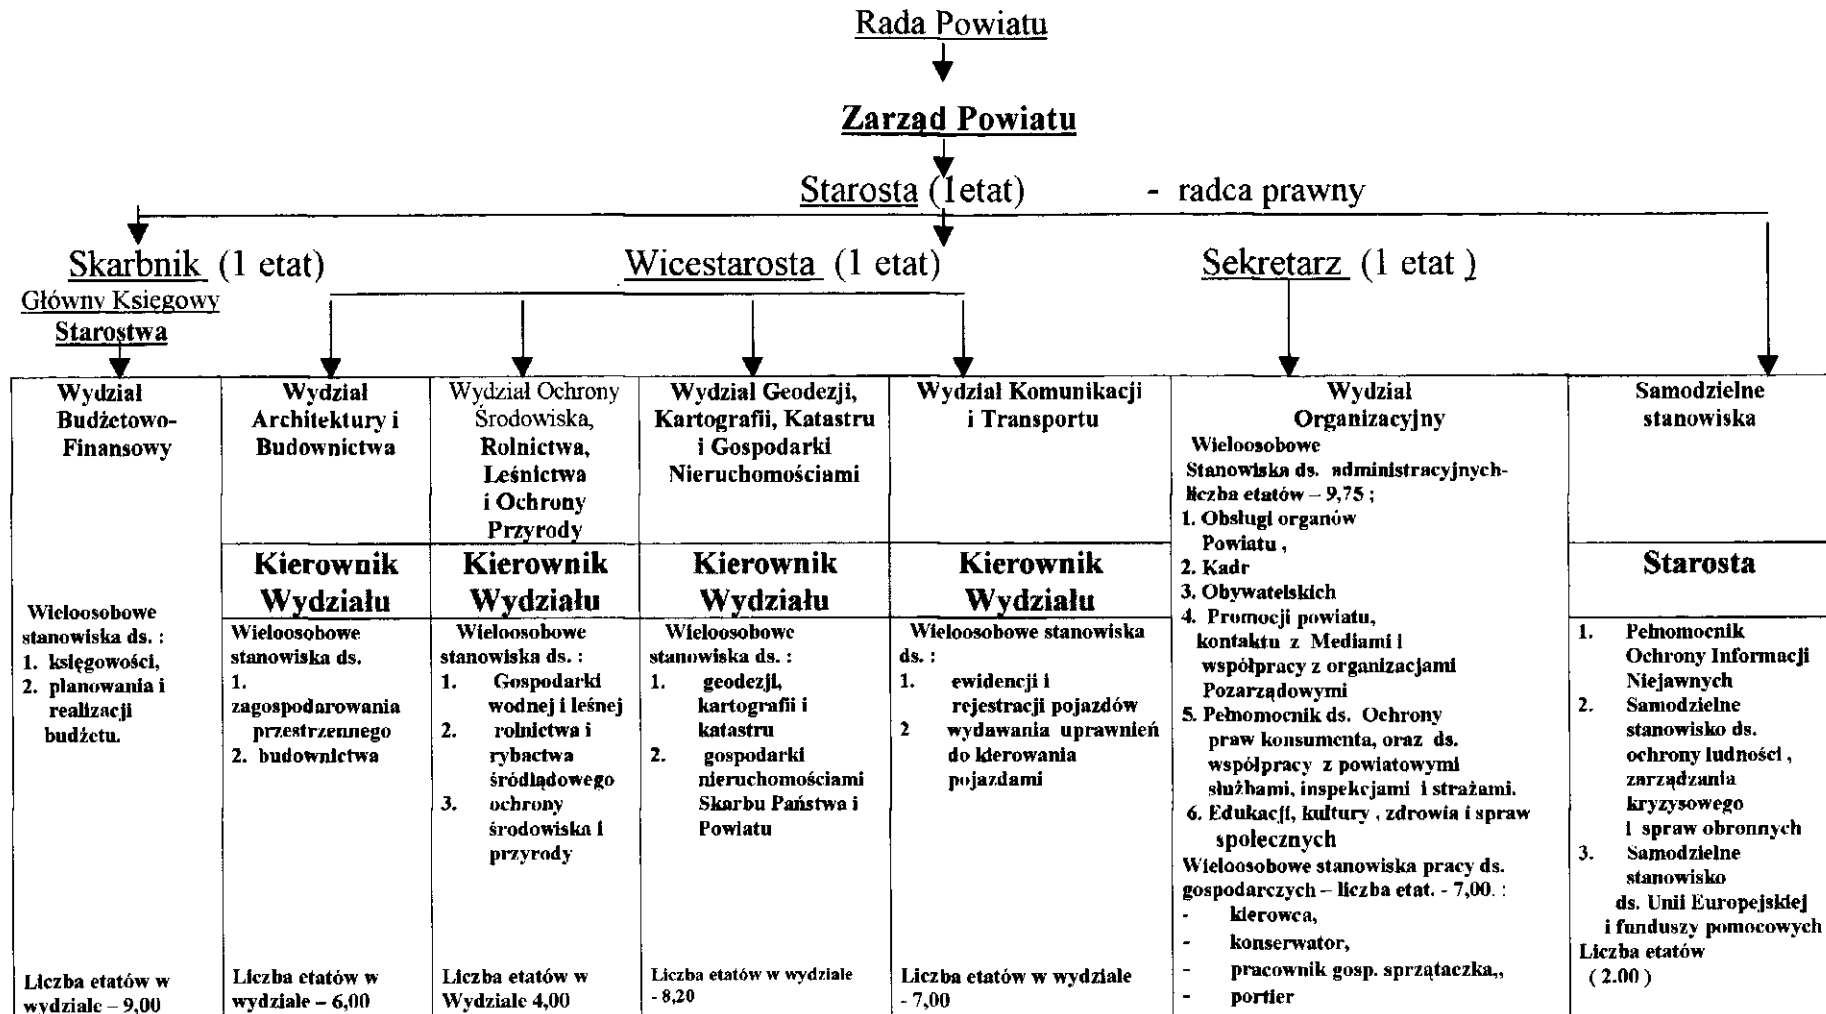 Rada Powiatu
Zarząd Powiatu
Starosta (1etat) - radca prawny
Skarbnik (1 etat)
Wicestarosta (1 etat)
Sekretarz (1 etat )
Główny Księgowy
Starostwa
Wydział
Budżetowo-
Finansowy
Wieloosobowe
stanowiska ds. :
1. księgowości,
2. planowania i
realizacji
budżetu.
Liczba etatów w
wydziale – 9,00
Wydział
Architektury i
Budownictwa
Kierownik
Wydziału
Wieloosobowe
stanowiska ds.
1.
zagospodarowania
przestrzennego
2. budownictwa
Liczba etatów w
wydziale – 6,00
Wydział Ochrony
Środowiska,
Rolnictwa,
Leśnictwa
i Ochrony
Przyrody
Kierownik
Wydziału
Wieloosobowe
stanowiska ds. :
1. Gospodarki
wodnej i leśnej
2. rolnictwa i
rybactwa
śródlądowego
3. ochrony
środowiska i
przyrody
Liczba etatów w
Wydziale 4,00
Wydział Geodezji,
Kartografii, Katastru
i Gospodarki
Nieruchomościami
Kierownik
Wydziału
Wieloosobowe
stanowiska ds. :
1. geodezji,
kartografii i
katastru
2. gospodarki
nieruchomościami
Skarbu Państwa i
Powiatu
Liczba etatów w wydziale
- 8,20
Wydział Komunikacji
i Transportu
Kierownik
Wydziału
Wieloosobowe stanowiska
ds. :
1. ewidencji i
rejestracji pojazdów
2 wydawania uprawnień
do kierowania
pojazdami
Liczba etatów w wydziale
- 7,00
Wydział
Organizacyjny
Wieloosobowe
Stanowiska ds. administracyjnych-
liczba etatów – 9,75 ;
1. Obsługi organów
Powiatu ,
2. Kadr
3. Obywatelskich
4. Promocji powiatu,
kontaktu z Mediami i
współpracy z organizacjami
Pozarządowymi
5. Pełnomocnik ds. Ochrony
praw konsumenta, oraz ds.
współpracy z powiatowymi
służbami, inspekcjami i strażami.
6. Edukacji, kultury , zdrowia i spraw
społecznych
Wieloosobowe stanowiska pracy ds.
gospodarczych – liczba etat. - 7,00. :
- kierowca,
- konserwator,
- pracownik gosp. sprzątaczka,,
- portier
Samodzielne
stanowiska
Starosta
1. Pełnomocnik
Ochrony Informacji
Niejawnych
2. Samodzielne
stanowisko ds.
ochrony ludności ,
zarządzania
kryzysowego
i spraw obronnych
3. Samodzielne
stanowisko
ds. Unii Europejskiej
i funduszy pomocowych
Liczba etatów
( 2.00 )